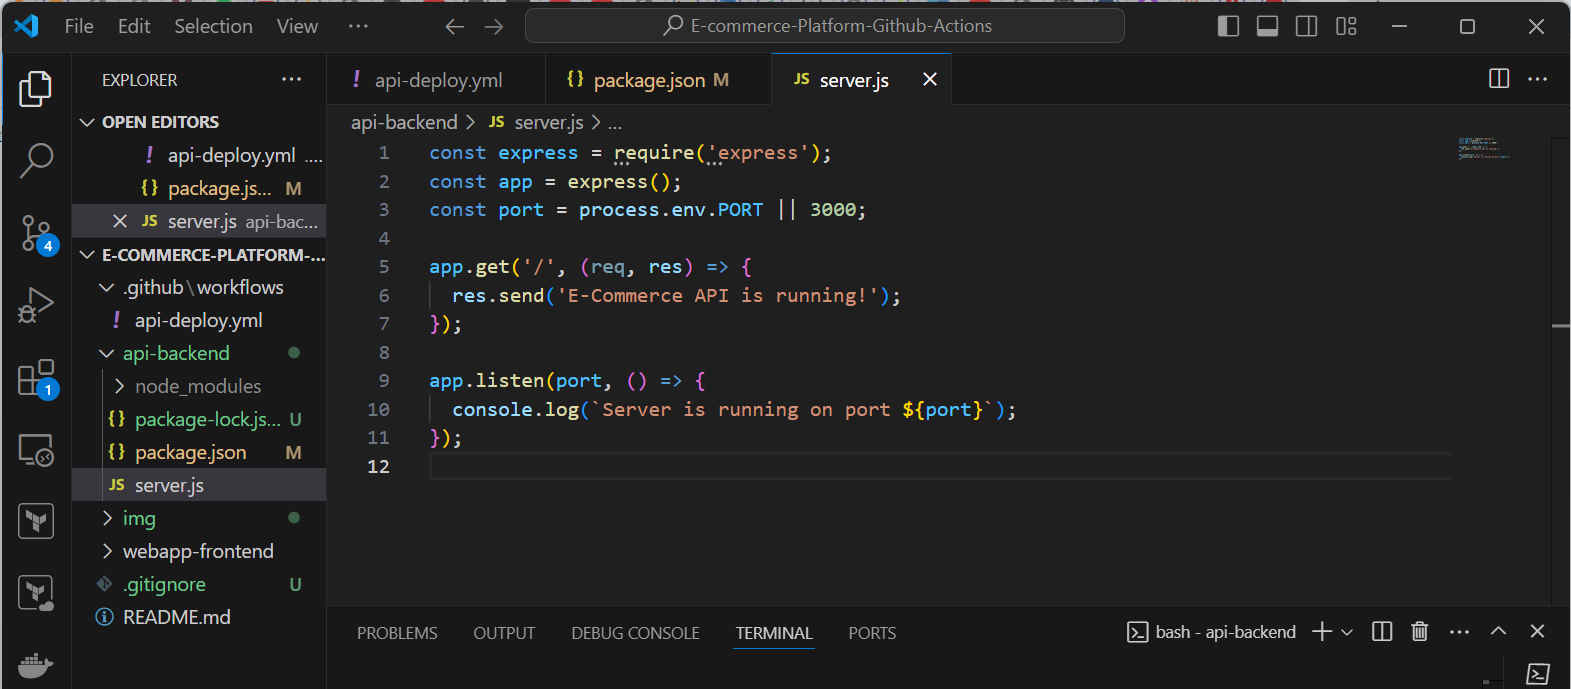 File Edit Selection View ··· E-commerce-Platform-Github-Actions
EXPLORER ···
OPEN EDITORS
! api-deploy.yml ....
{} package.js... M
JS server.js api-bac...
E-COMMERCE-PLATFORM-...
.github\workflows
! api-deploy.yml
api-backend
node_modules
{} package-lock.js... U
{} package.json M
JS server.js
img
webapp-frontend
.gitignore U
README.md
4
1
! api-deploy.yml {} package.json M JS server.js
api-backend > JS server.js > ...
1 const express = require('express');
2 const app = express();
3 const port = process.env.PORT || 3000;
4
5 app.get('/', (req, res) => {
6 res.send('E-Commerce API is running!');
7 });
8
9 app.listen(port, () => {
10 console.log(`Server is running on port ${port}`);
11 });
12
PROBLEMS OUTPUT DEBUG CONSOLE TERMINAL PORTS bash - api-backend